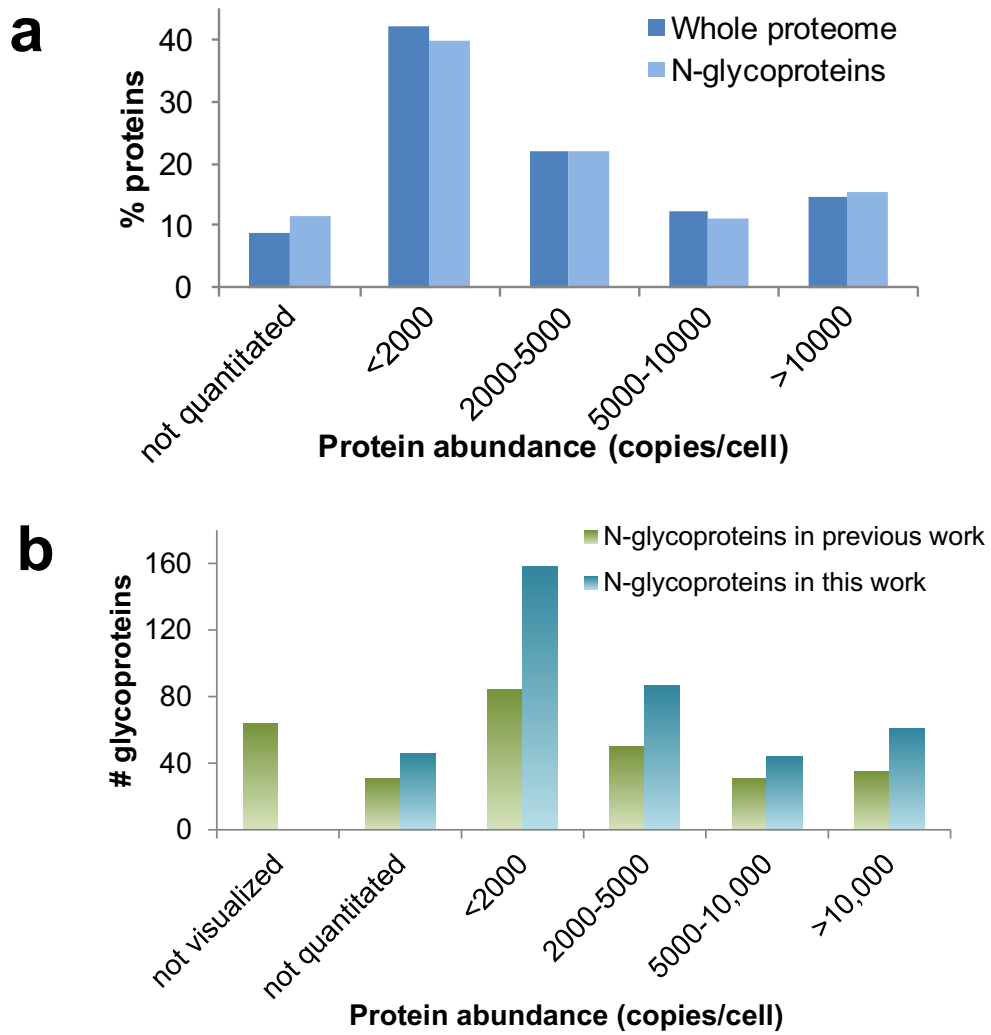 a
Whole proteome
N-glycoproteins
% proteins
40
30
20
10
0
not quantitated
<2000
2000-5000
5000-10000
>10000
Protein abundance (copies/cell)
b
N-glycoproteins in previous work
N-glycoproteins in this work
# glycoproteins
160
120
80
40
0
not visualized
not quantitated
<2000
2000-5000
5000-10,000
>10,000
Protein abundance (copies/cell)